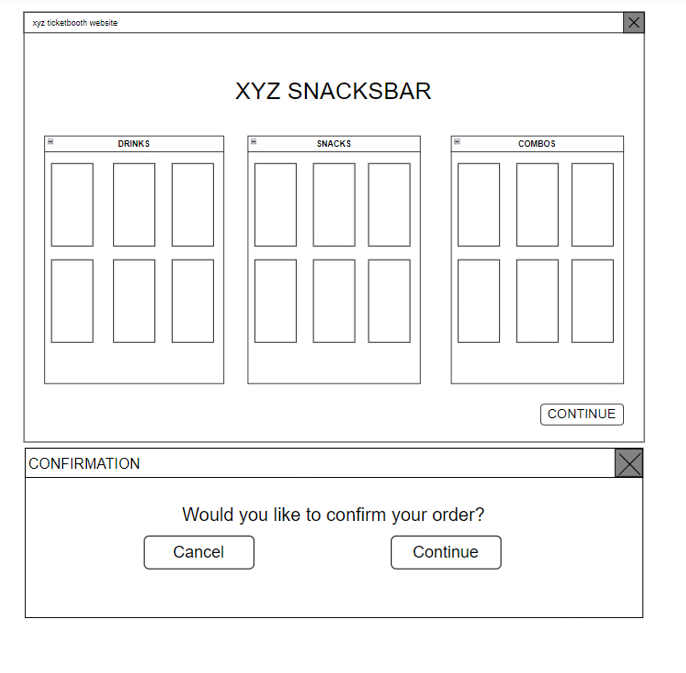 xyz ticketbooth website
XYZ SNACKSBAR
DRINKS
SNACKS
COMBOS
CONTINUE
CONFIRMATION
Would you like to confirm your order?
Cancel
Continue